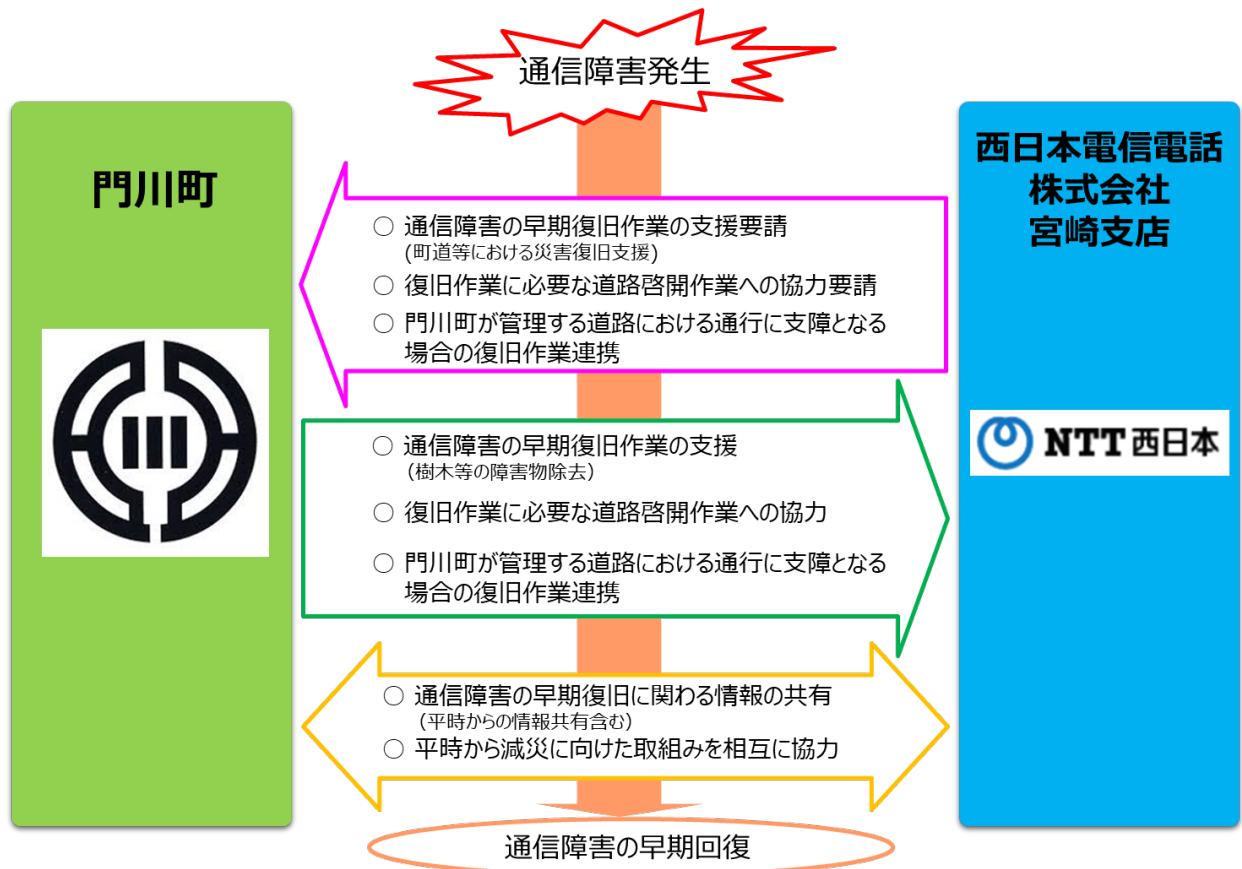 通信障害発生
門川町
西日本電信電話
株式会社
宮崎支店
○ 通信障害の早期復旧作業の支援要請
(町道等における災害復旧支援)
○ 復旧作業に必要な道路啓開作業への協力要請
○ 門川町が管理する道路における通行に支障となる
場合の復旧作業連携
NTT西日本
○ 通信障害の早期復旧作業の支援
(樹木等の障害物除去)
○ 復旧作業に必要な道路啓開作業への協力
○ 門川町が管理する道路における通行に支障となる
場合の復旧作業連携
○ 通信障害の早期復旧に関わる情報の共有
(平時からの情報共有含む)
○ 平時から減災に向けた取組みを相互に協力
通信障害の早期回復